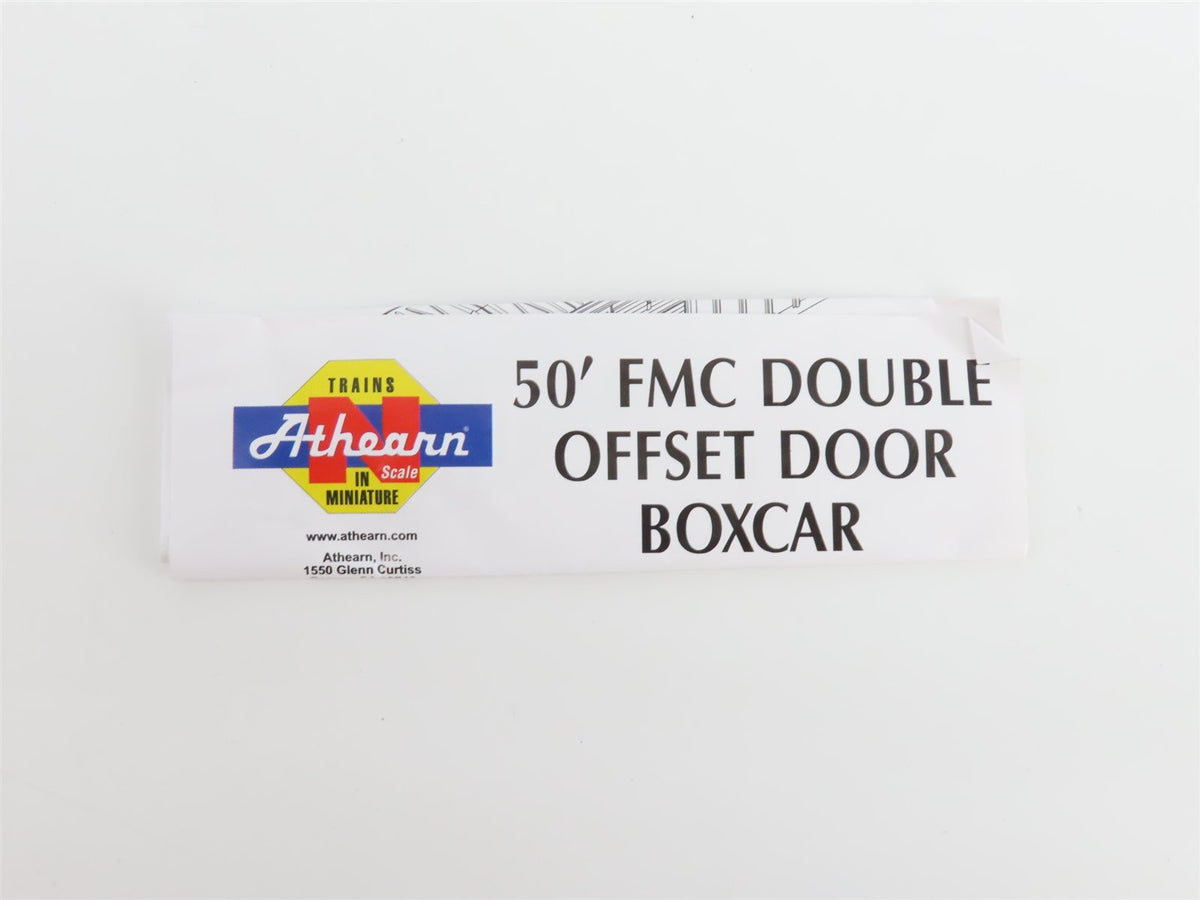 TRAINS
Athearn®
N
Scale
IN
MINIATURE
www.athearn.com
Athearn, Inc.
1550 Glenn Curtiss
50′ FMC DOUBLE
OFFSET DOOR
BOXCAR